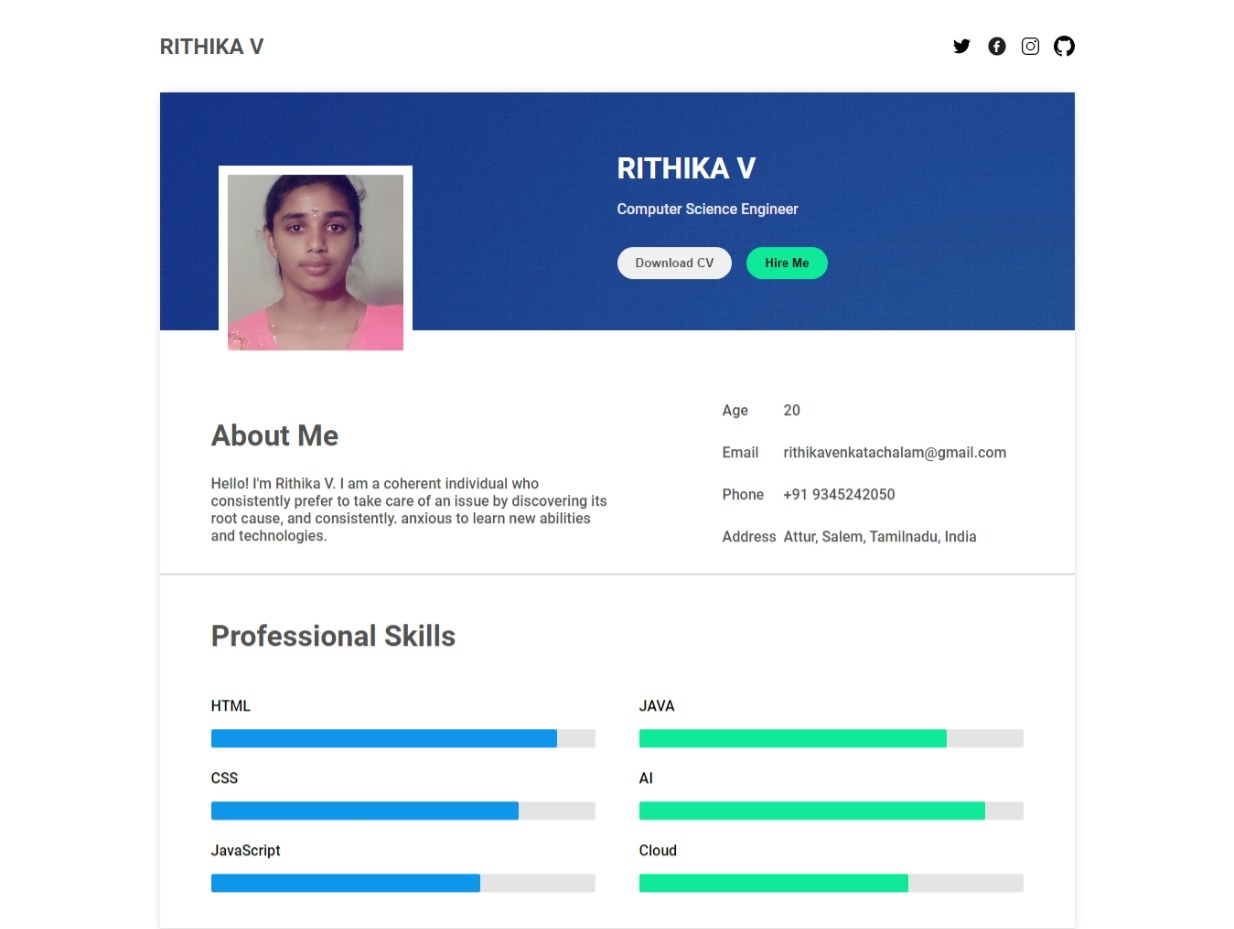 RITHIKA V
RITHIKA V
Computer Science Engineer
Download CV
Hire Me
About Me
Hello! I'm Rithika V. I am a coherent individual who
consistently prefer to take care of an issue by discovering its
root cause, and consistently. anxious to learn new abilities
and technologies.
Age 20
Email rithikavenkatachalam@gmail.com
Phone +91 9345242050
Address Attur, Salem, Tamilnadu, India
Professional Skills
HTML
JAVA
CSS
AI
JavaScript
Cloud